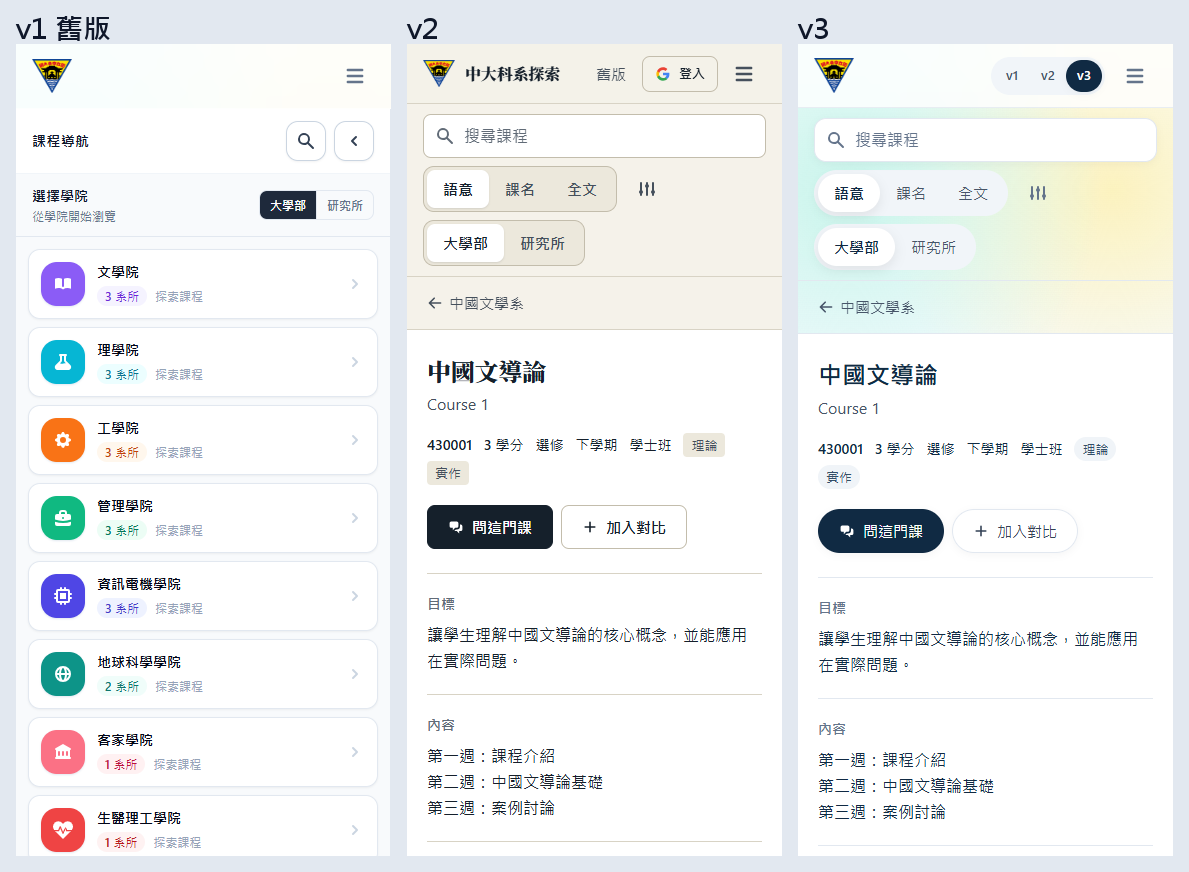 v1 舊版
課程導航
選擇學院
從學院開始瀏覽
大學部 研究所
文學院
3 系所 探索課程
理學院
3 系所 探索課程
工學院
3 系所 探索課程
管理學院
3 系所 探索課程
資訊電機學院
3 系所 探索課程
地球科學學院
2 系所 探索課程
客家學院
1 系所 探索課程
生醫理工學院
1 系所 探索課程
v2
中大科系探索 舊版 登入
搜尋課程
語意 課名 全文
大學部 研究所
← 中國文學系
中國文導論
Course 1
430001 3 學分 選修 下學期 學士班 理論
實作
問這門課 + 加入對比
目標
讓學生理解中國文導論的核心概念，並能應用
在實際問題。
內容
第一週：課程介紹
第二週：中國文導論基礎
第三週：案例討論
v3
v1 v2 v3
搜尋課程
語意 課名 全文
大學部 研究所
← 中國文學系
中國文導論
Course 1
430001 3 學分 選修 下學期 學士班 理論
實作
問這門課 + 加入對比
目標
讓學生理解中國文導論的核心概念，並能應用
在實際問題。
內容
第一週：課程介紹
第二週：中國文導論基礎
第三週：案例討論